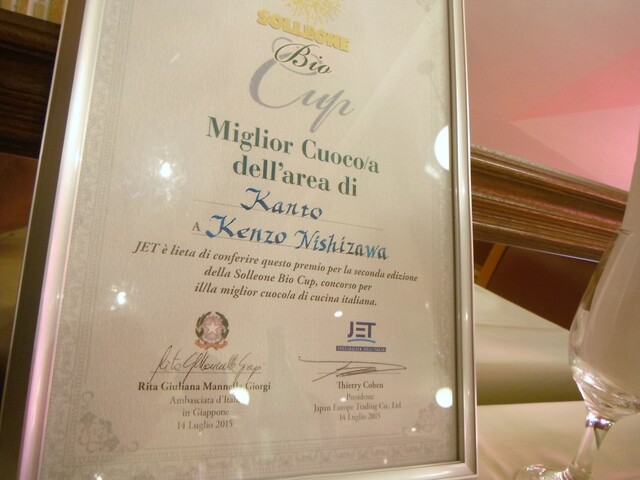 SOLLEONE
Bio
Cup
Miglior Cuoco/a
dell'area di
Kanto
A Kenzo Nishizawa
JET è lieta di conferire questo premio per la seconda edizione
della Solleone Bio Cup, concorso per
il/la miglior cuoco/a di cucina italiana.
JET
Rita Giuliana Mannella Giorgi
Ambasciata d'Italia
in Giappone
14 Luglio 2015
Thierry Cohen
Presidente
Japan Europe Trading Co., Ltd.
14 Luglio 2015